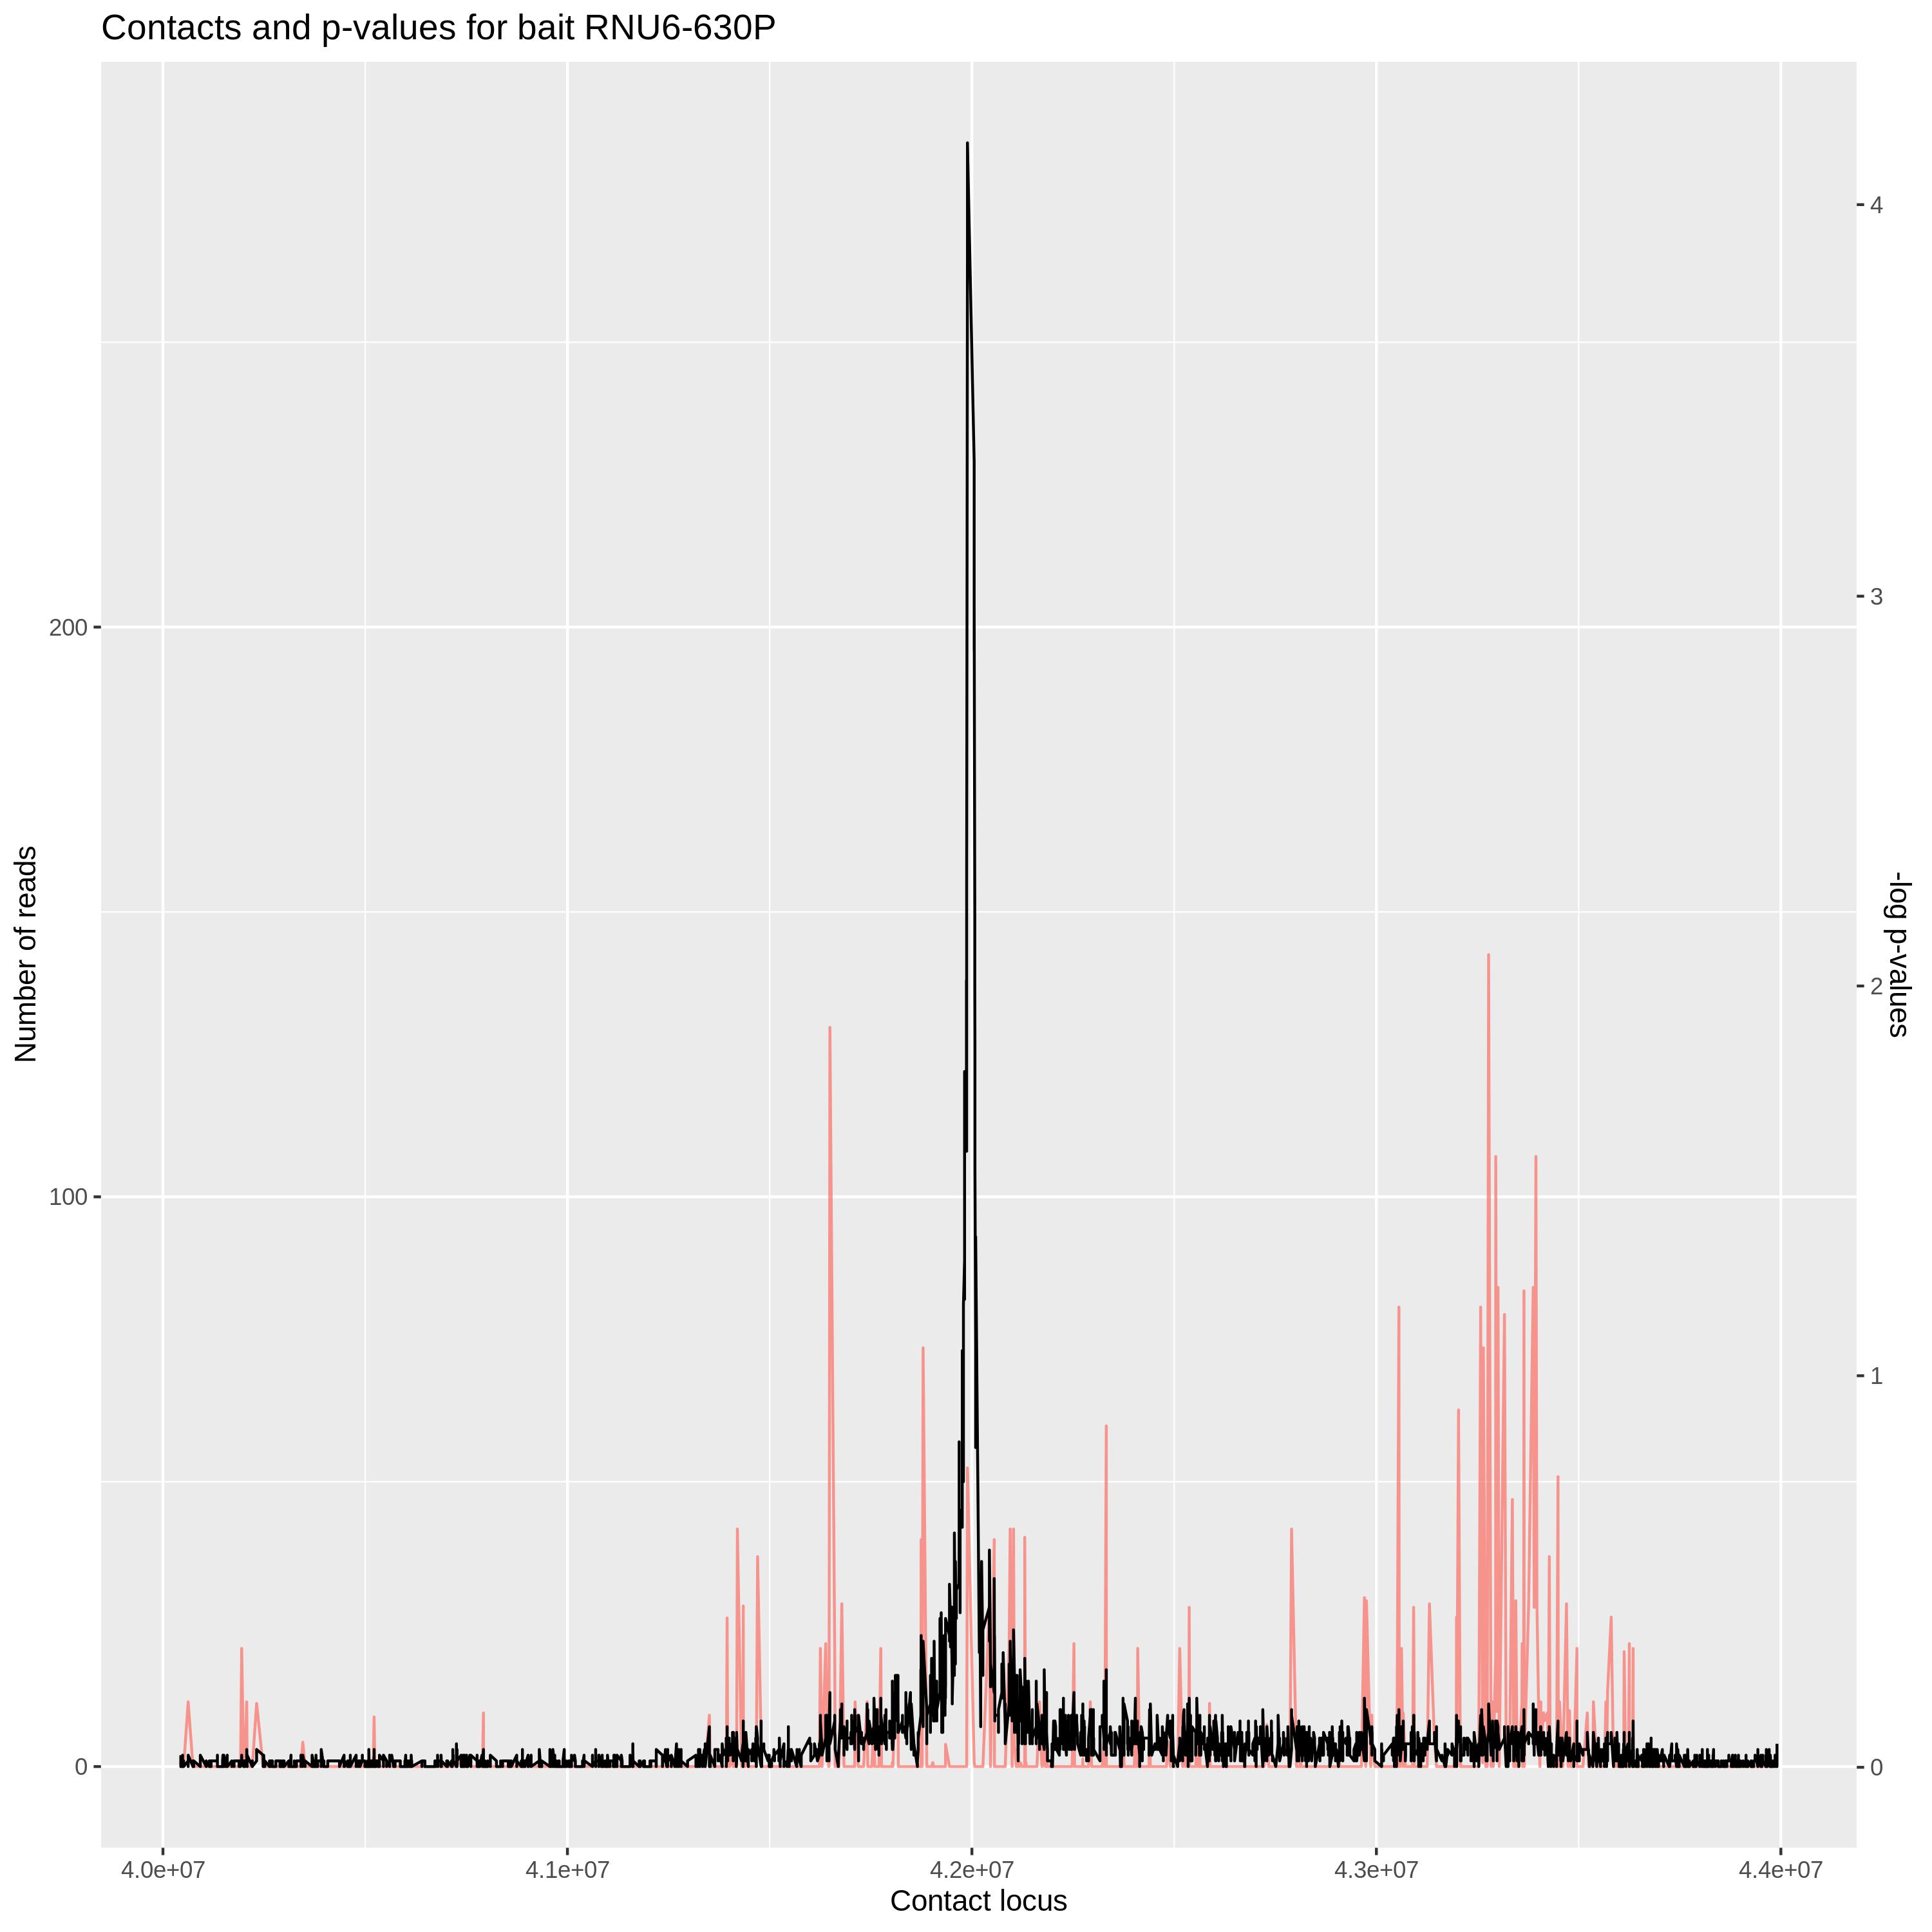 Contacts and p-values for bait RNU6-630P
Number of reads
200
100
0
4
3
2
1
0
-log p-values
4.0e+07
4.1e+07
4.2e+07
4.3e+07
4.4e+07
Contact locus